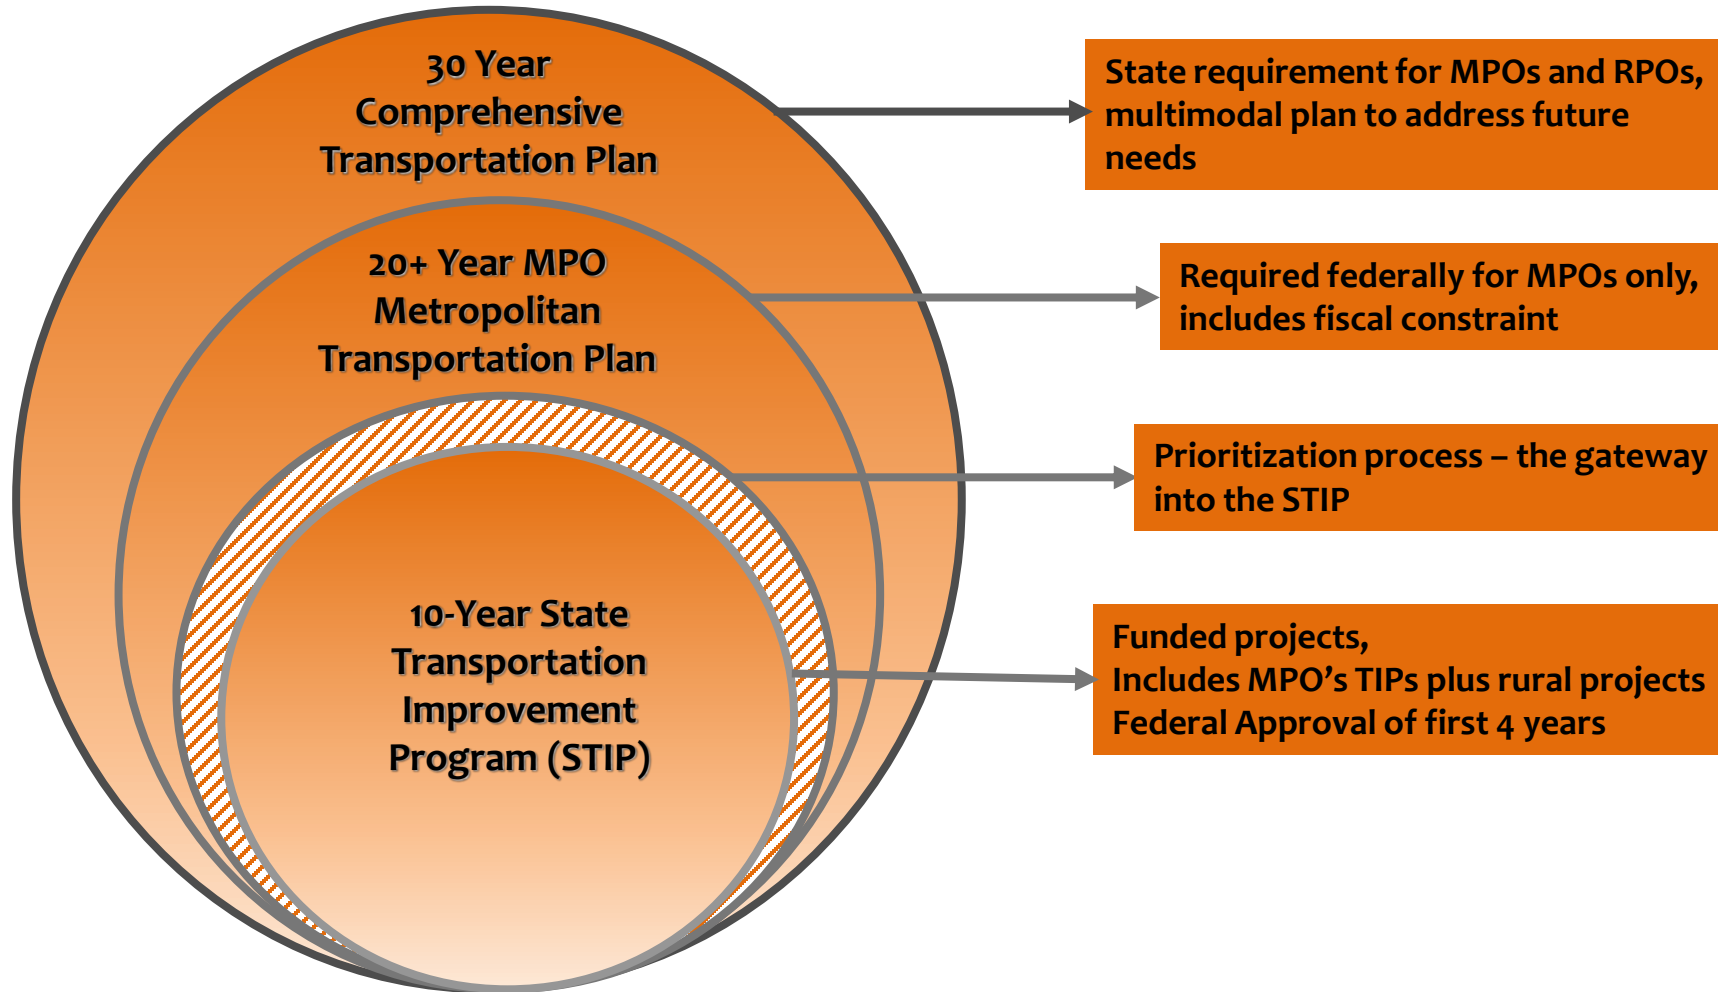 30 Year
Comprehensive
Transportation Plan
State requirement for MPOs and RPOs,
multimodal plan to address future
needs
20+ Year MPO
Metropolitan
Transportation Plan
Required federally for MPOs only,
includes fiscal constraint
Prioritization process – the gateway
into the STIP
10-Year State
Transportation
Improvement
Program (STIP)
Funded projects,
Includes MPO’s TIPs plus rural projects
Federal Approval of first 4 years